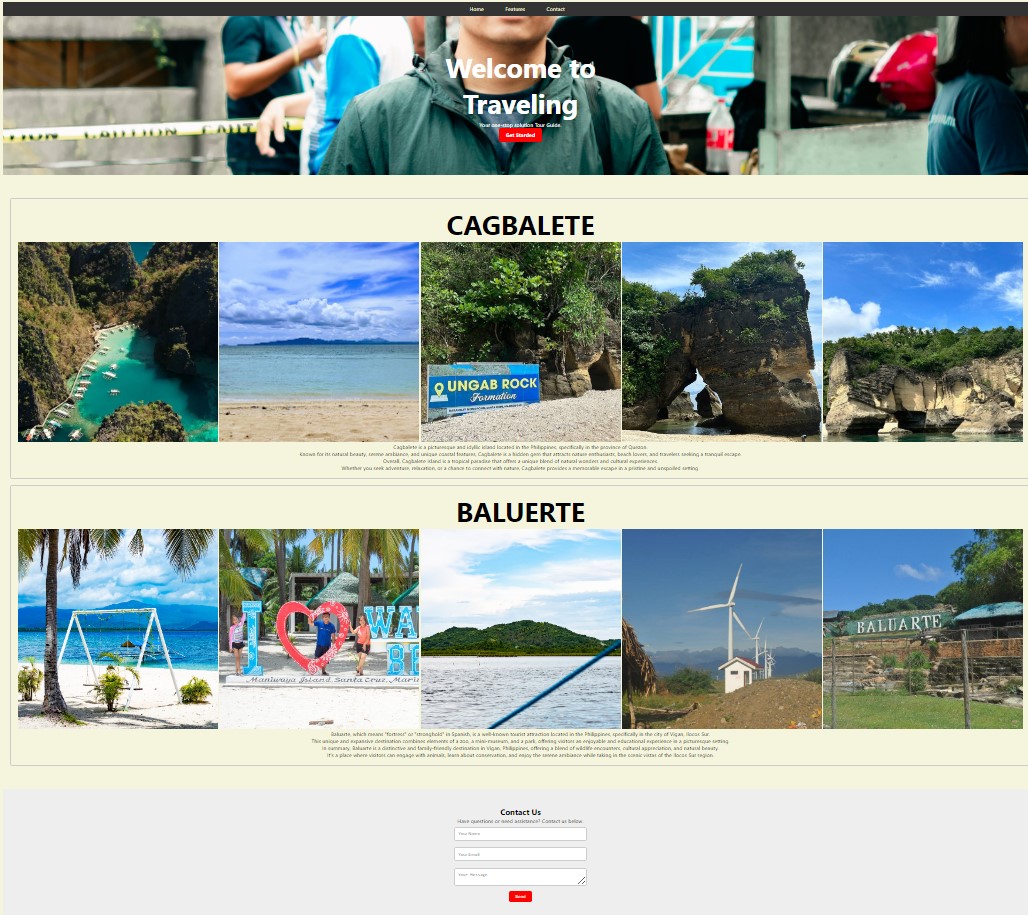 Home Features Contact
CAUTION
Welcome to
Traveling
Your one-stop solution Tour Guide.
Get Started
CAGBALETE
UNGAB ROCK
Formation
Cagbalete is a picturesque and idyllic island located in the Philippines, specifically in the province of Quezon.
Known for its natural beauty, serene ambiance, and unique coastal features, Cagbalete is a hidden gem that attracts nature enthusiasts, beach lovers, and travelers seeking a tranquil escape.
Overall, Cagbalete Island is a tropical paradise that offers a unique blend of natural wonders and cultural experiences.
Whether you seek adventure, relaxation, or a chance to connect with nature, Cagbalete provides a memorable escape in a pristine and unspoiled setting.
BALUERTE
I WA
BE
Maniwaya Island Santa Cruz, Marin
BALUARTE
Baluarte, which means "fortress" or "stronghold" in Spanish, is a well-known tourist attraction located in the Philippines, specifically in the city of Vigan, Ilocos Sur.
This unique and expansive destination combines elements of a zoo, a mini-museum, and a park, offering visitors an enjoyable and educational experience in a picturesque setting.
In summary, Baluarte is a distinctive and family-friendly destination in Vigan, Philippines, offering a blend of wildlife encounters, cultural appreciation, and natural beauty.
It's a place where visitors can engage with animals, learn about conservation, and enjoy the serene ambiance while taking in the scenic vistas of the Ilocos Sur region.
Contact Us
Have questions or need assistance? Contact us below.
Your Name
Your Email
Your Message
Send